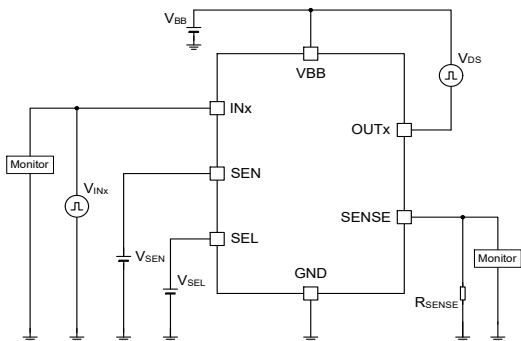 VBB
VDS
VBB
INx
OUTx
Monitor
VINx
SEN
SENSE
SEL
VSEN
VSEL
GND
Monitor
RSENSE